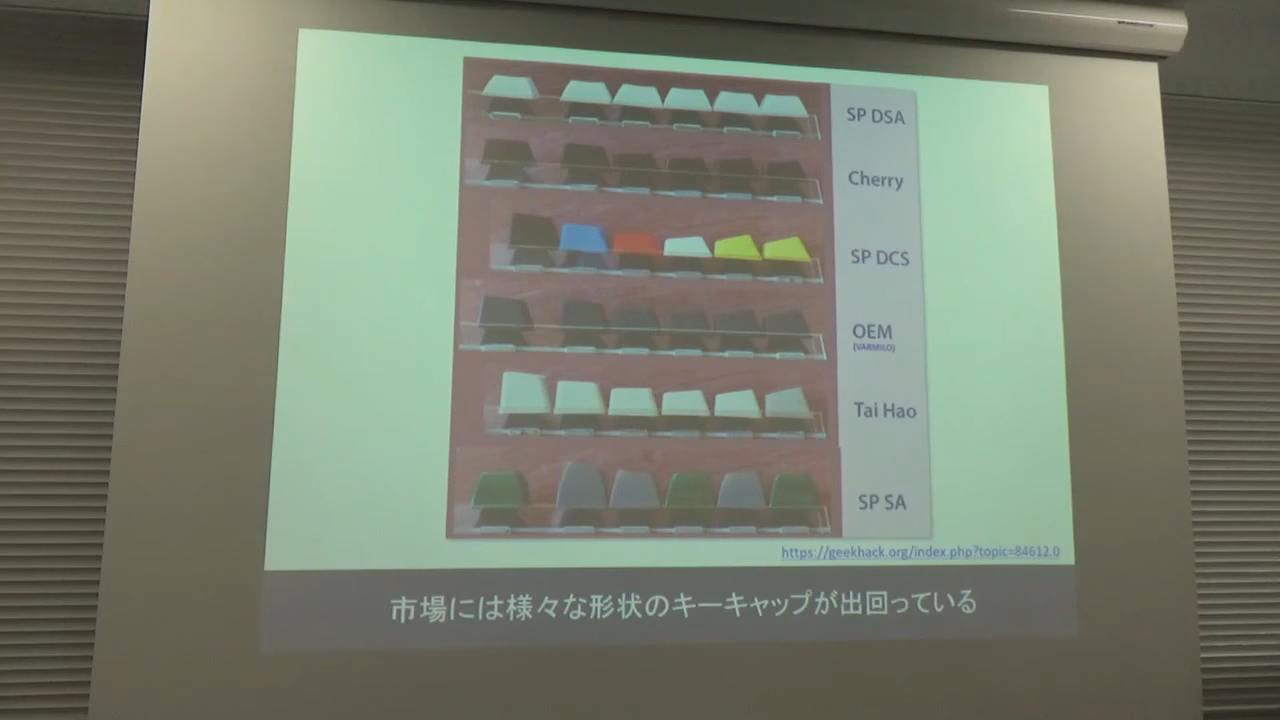 SP DSA
Cherry
SP DCS
OEM
(VARMILO)
Tai Hao
SP SA
https://geekhack.org/index.php?topic=84612.0
市場には様々な形状のキーキャップが出回っている